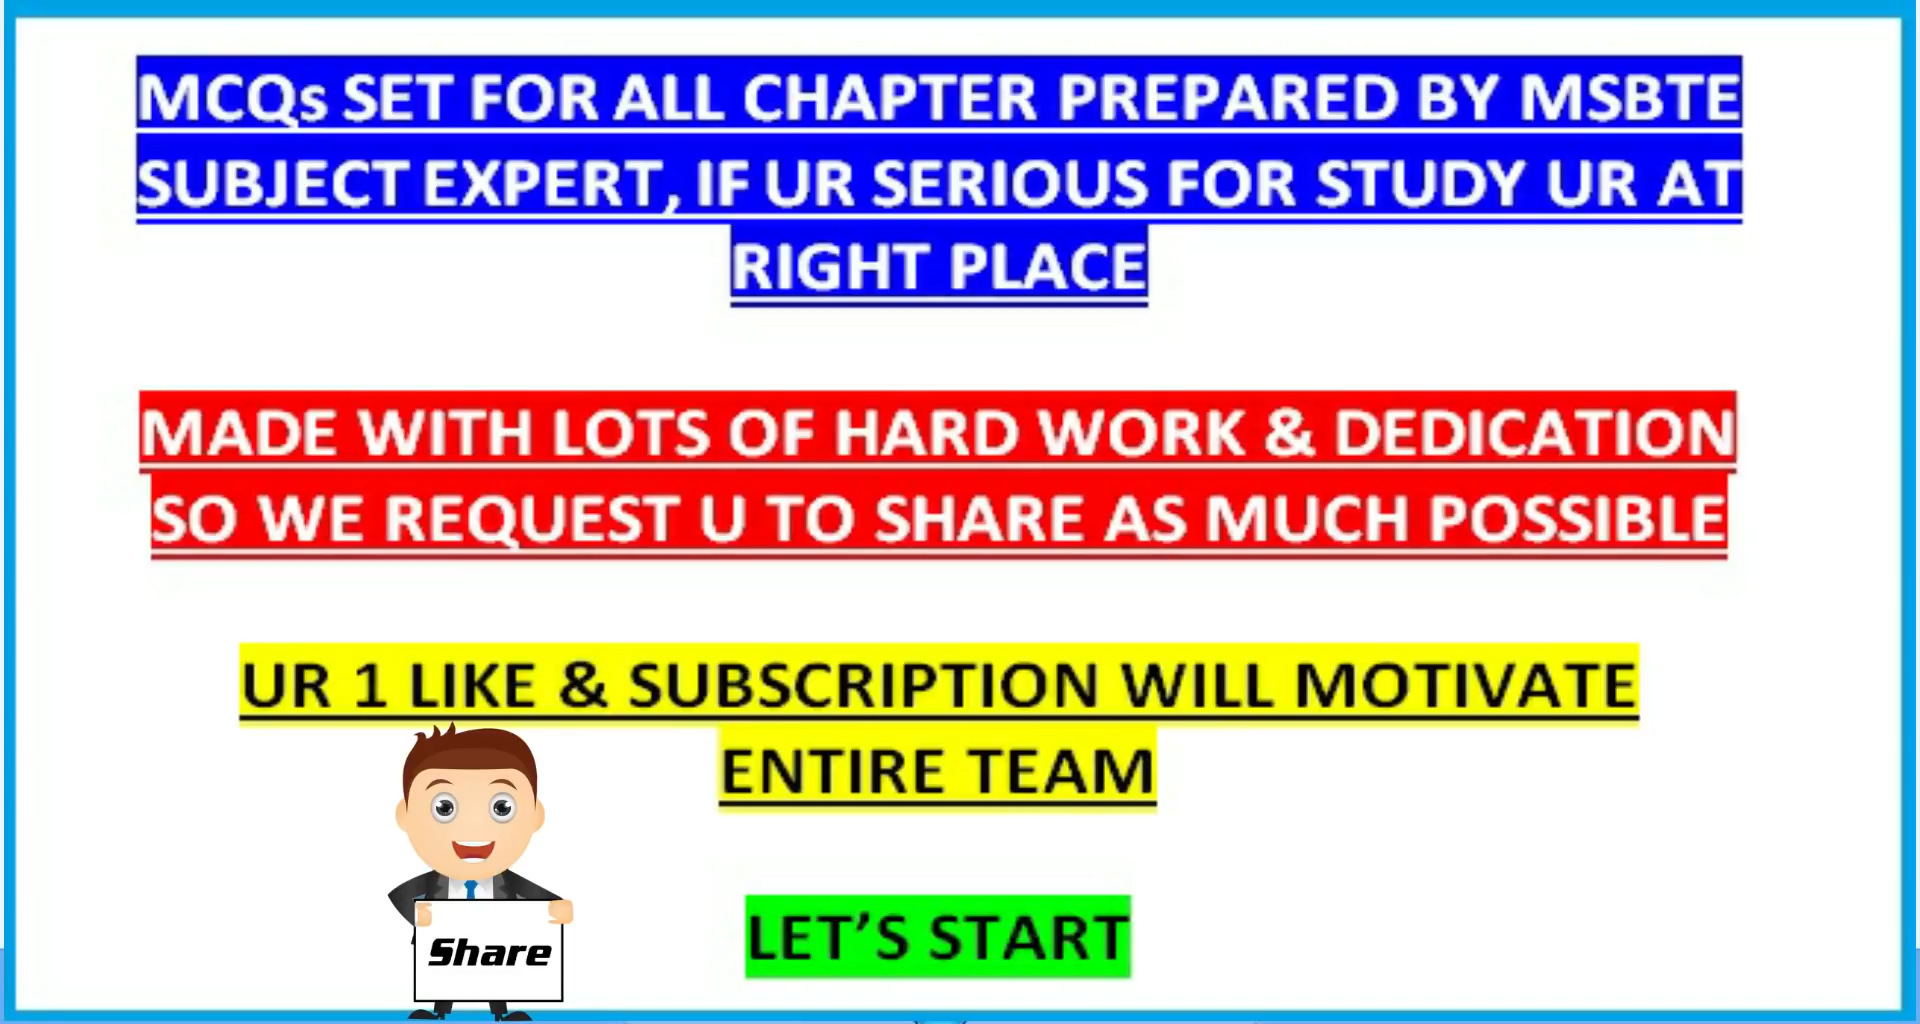 MCQs SET FOR ALL CHAPTER PREPARED BY MSBTE
SUBJECT EXPERT, IF UR SERIOUS FOR STUDY UR AT
RIGHT PLACE
MADE WITH LOTS OF HARD WORK & DEDICATION
SO WE REQUEST U TO SHARE AS MUCH POSSIBLE
UR 1 LIKE & SUBSCRIPTION WILL MOTIVATE
ENTIRE TEAM
LET’S START
Share